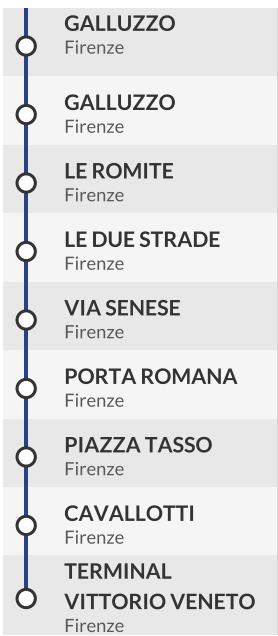 GALLUZZO
Firenze
GALLUZZO
Firenze
LE ROMITE
Firenze
LE DUE STRADE
Firenze
VIA SENESE
Firenze
PORTA ROMANA
Firenze
PIAZZA TASSO
Firenze
CAVALLOTTI
Firenze
TERMINAL
VITTORIO VENETO
Firenze